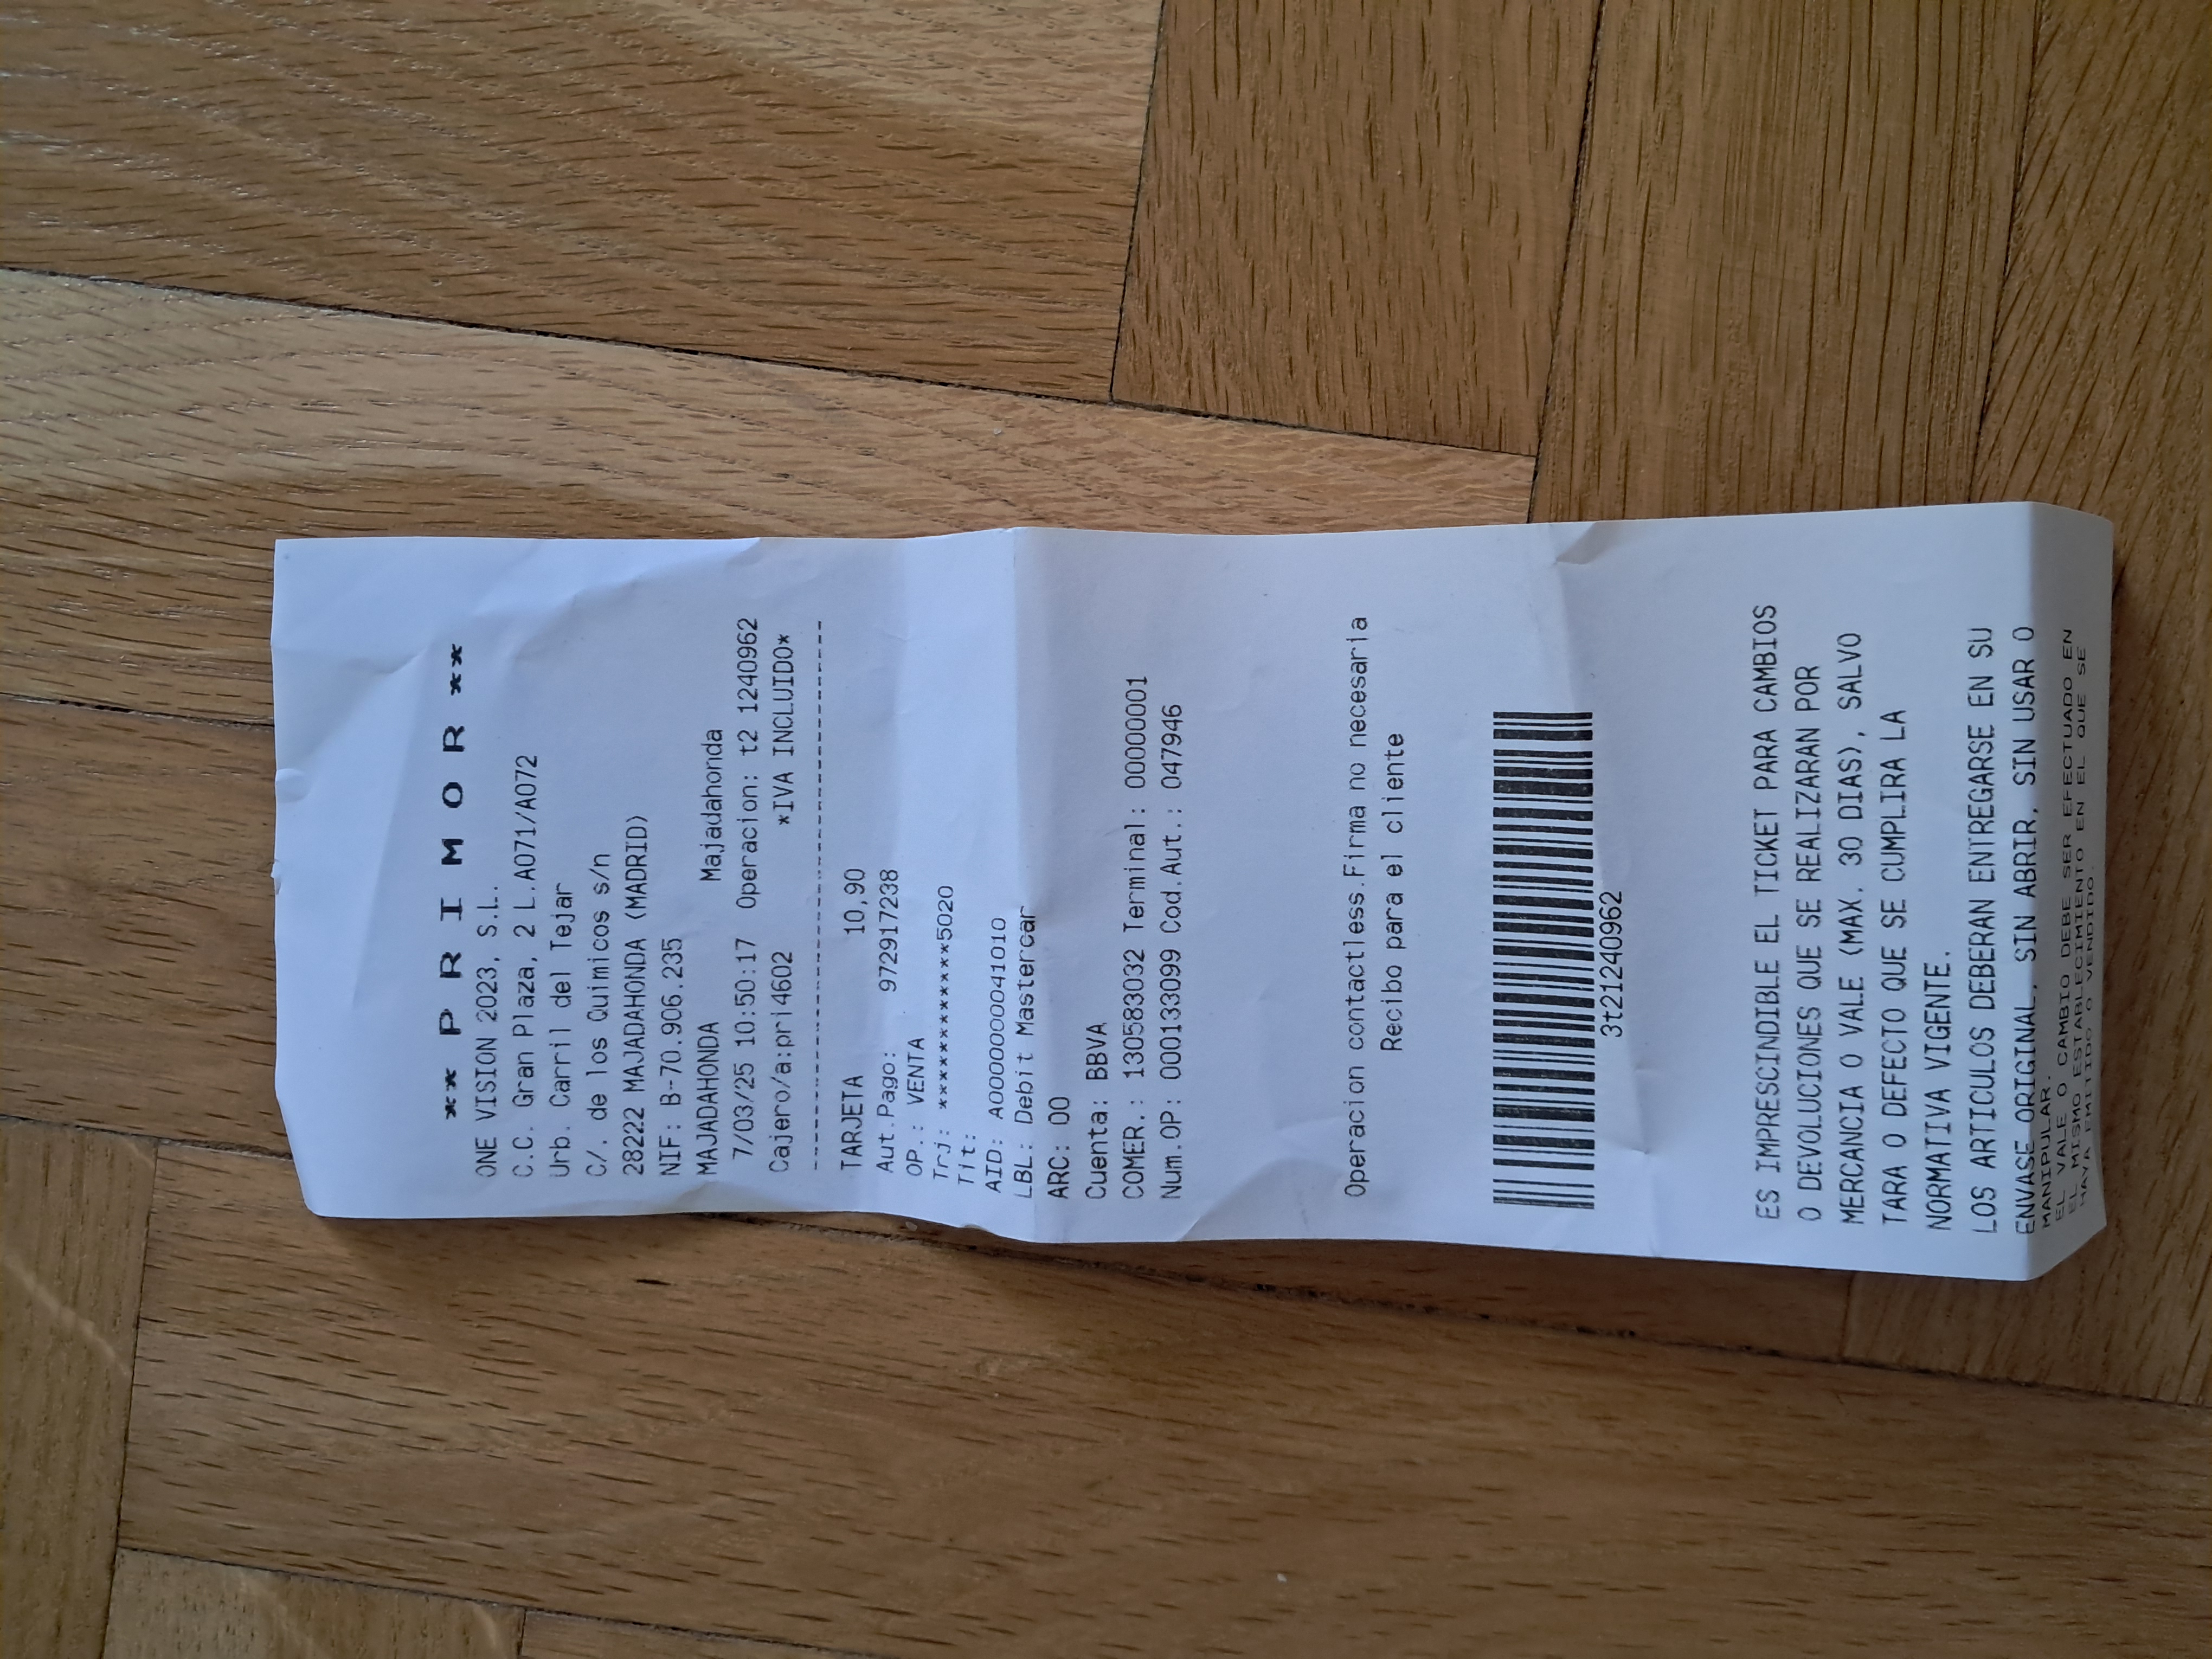 ** P R I M O R **
ONE VISION 2023, S.L.
C.C. Gran Plaza, 2 L.A071/A072
Urb. Carril del Tejar
C/. de los Quimicos s/n
28222 MAJADAHONDA (MADRID)
NIF: B-70.906.235
MAJADAHONDA Majadahonda
7/03/25 10:50:17 Operacion: t2 1240962
Cajero/a:pri4602 *IVA INCLUIDO*
---------------------------------------
TARJETA 10,90
Aut.Pago: 972917238
OP.: VENTA
Trj: ************5020
Tit:
AID: A0000000041010
LBL: Debit Mastercar
ARC: 00
Cuenta: BBVA
COMER.: 130583032 Terminal: 00000001
Num.OP: 000133099 Cod.Aut.: 047946
Operacion contactless.Firma no necesaria
Recibo para el cliente
3t21240962
ES IMPRESCINDIBLE EL TICKET PARA CAMBIOS
O DEVOLUCIONES QUE SE REALIZARAN POR
MERCANCIA O VALE (MAX. 30 DIAS), SALVO
TARA O DEFECTO QUE SE CUMPLIRA LA
NORMATIVA VIGENTE.
LOS ARTICULOS DEBERAN ENTREGARSE EN SU
ENVASE ORIGINAL, SIN ABRIR, SIN USAR O
MANIPULAR.
EL VALE O CAMBIO DEBE SER EFECTUADO EN
EL MISMO ESTABLECIMIENTO EN EL QUE SE
HAYA EMITIDO O VENDIDO.